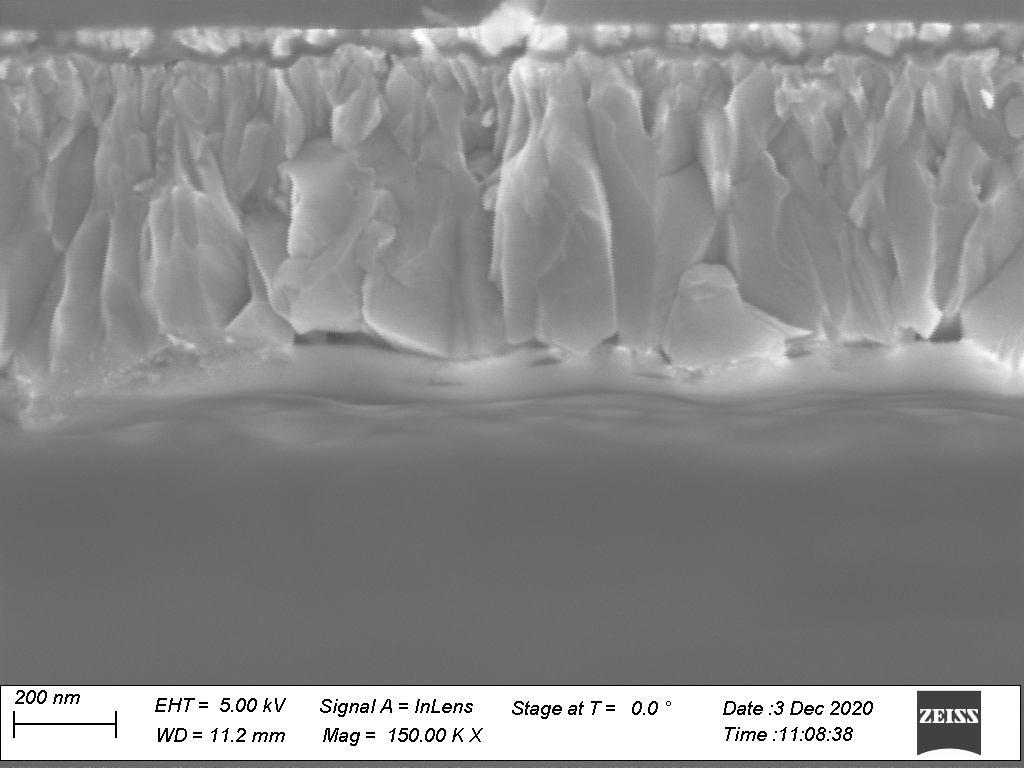 200 nm
EHT = 5.00 kV
Signal A = InLens
Stage at T = 0.0 °
Date :3 Dec 2020
ZEISS
WD = 11.2 mm
Mag = 150.00 K X
Time :11:08:38